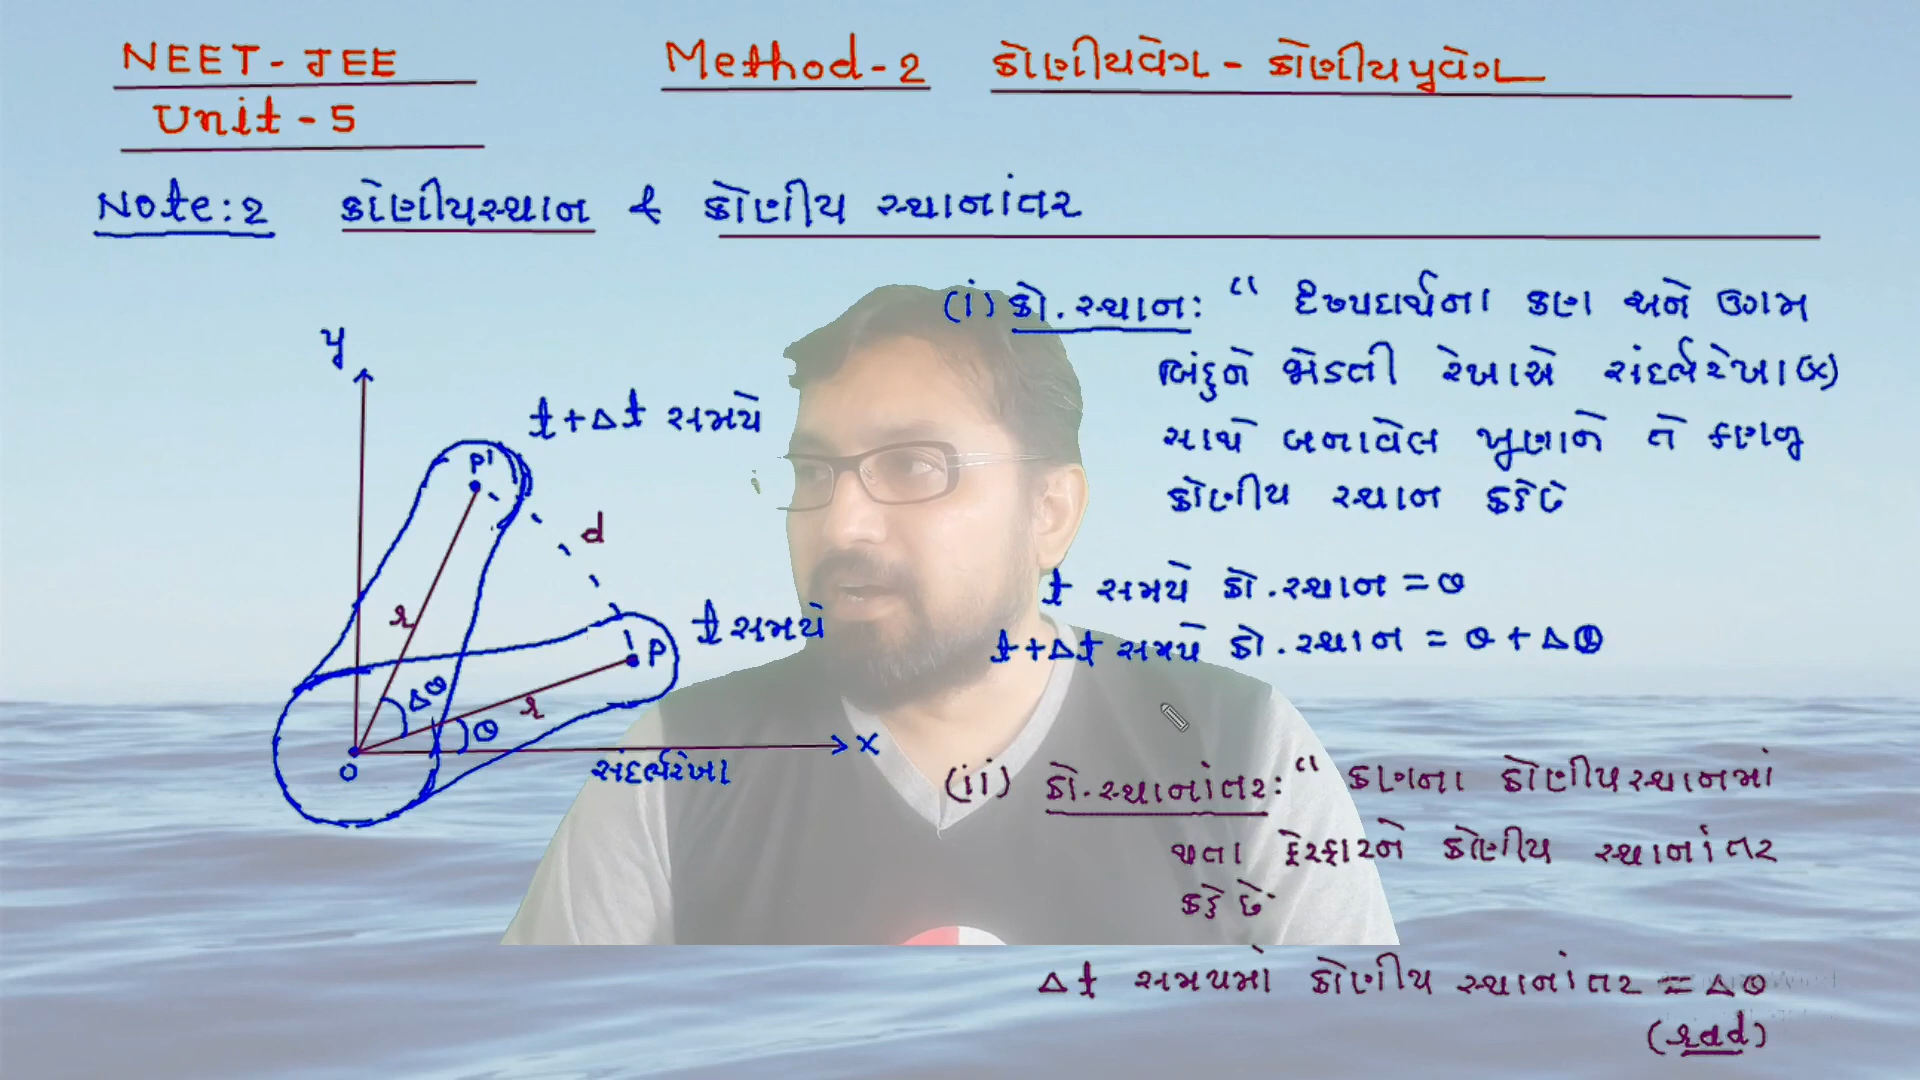 NEET - JEE
Unit - 5
Method - 2 કોણીયવેગ - કોણીયપ્રવેગ
Note: 2 કોણીયસ્થાન & કોણીય સ્થાનાંતર
(i) કો. સ્થાન: " દ્રઢપદાર્થના કણ અને ઉગમ
બિંદુને જોડતી રેખાએ સંદર્ભરેખા (x)
સાથે બનાવેલ ખૂણાને તે કણનું
કોણીય સ્થાન કહે છે
t સમયે કો. સ્થાન = θ
t + Δt સમયે કો. સ્થાન = θ + Δθ
(ii) કો. સ્થાનાંતર: " કણના કોણીયસ્થાનમાં
થતા ફેરફારને કોણીય સ્થાનાંતર
કહે છે
Δt સમયમાં કોણીય સ્થાનાંતર = Δθ
(rad)
y
t + Δt સમયે
P'
d
t સમયે
r
P
Δθ
r
θ
O
x
સંદર્ભરેખા